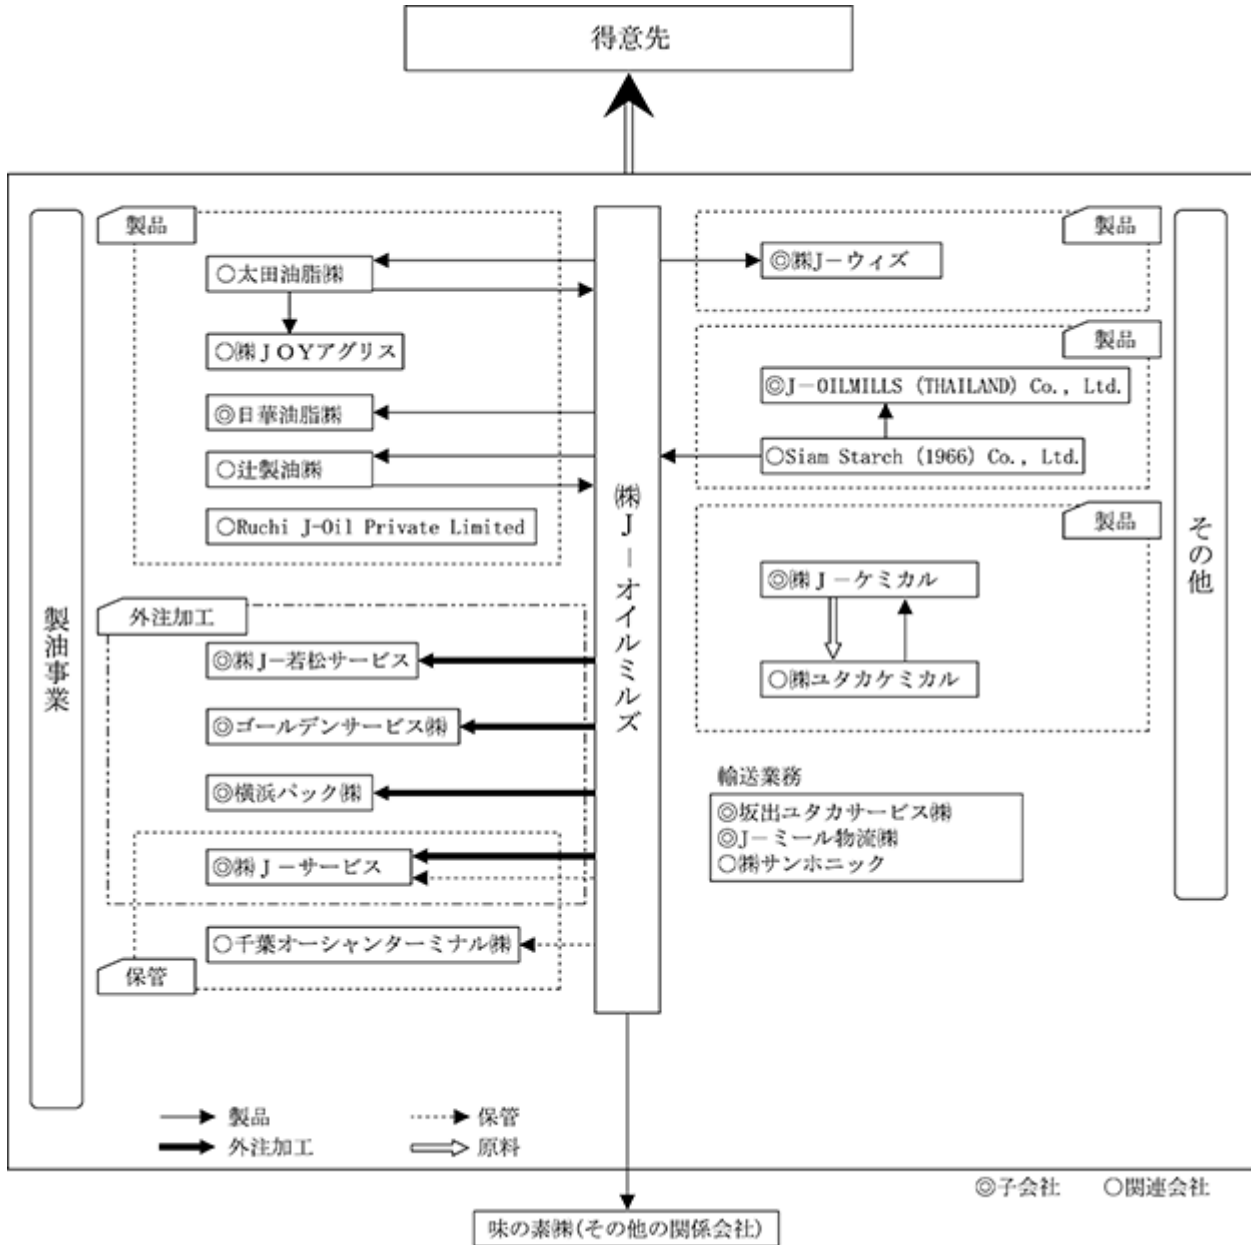 得意先
製油事業
製品
○太田油脂㈱
○㈱ＪＯＹアグリス
◎日華油脂㈱
○辻製油㈱
○Ruchi J-Oil Private Limited
外注加工
◎㈱J－若松サービス
◎ゴールデンサービス㈱
◎横浜パック㈱
◎㈱Ｊ－サービス
○千葉オーシャンターミナル㈱
保管
㈱Ｊ－オイルミルズ
製品
◎㈱J－ウィズ
製品
◎J－OILMILLS (THAILAND) Co., Ltd.
○Siam Starch (1966) Co., Ltd.
製品
◎㈱Ｊ－ケミカル
○㈱ユタカケミカル
輸送業務
◎坂出ユタカサービス㈱
◎J－ミール物流㈱
○㈱サンホニック
その他
製品
保管
外注加工
原料
◎子会社 ○関連会社
味の素㈱(その他の関係会社)